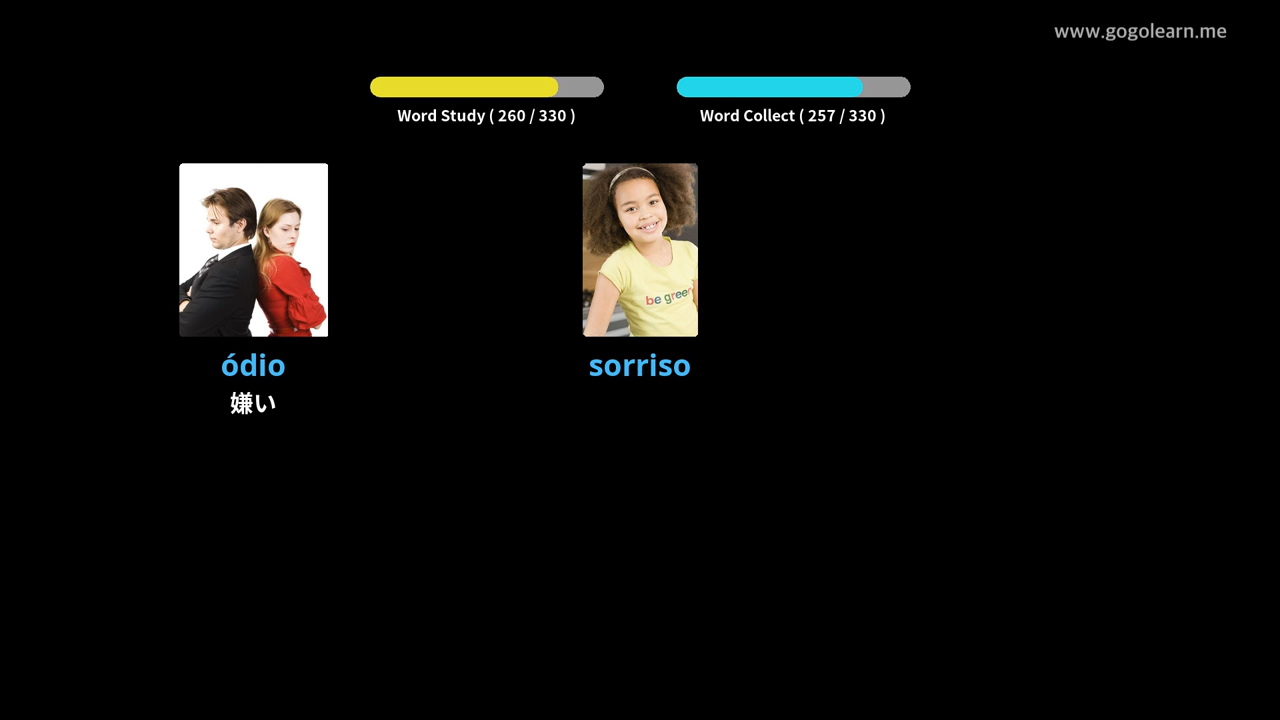 www.gogolearn.me
Word Study ( 260 / 330 )
Word Collect ( 257 / 330 )
be green
ódio
sorriso
嫌い